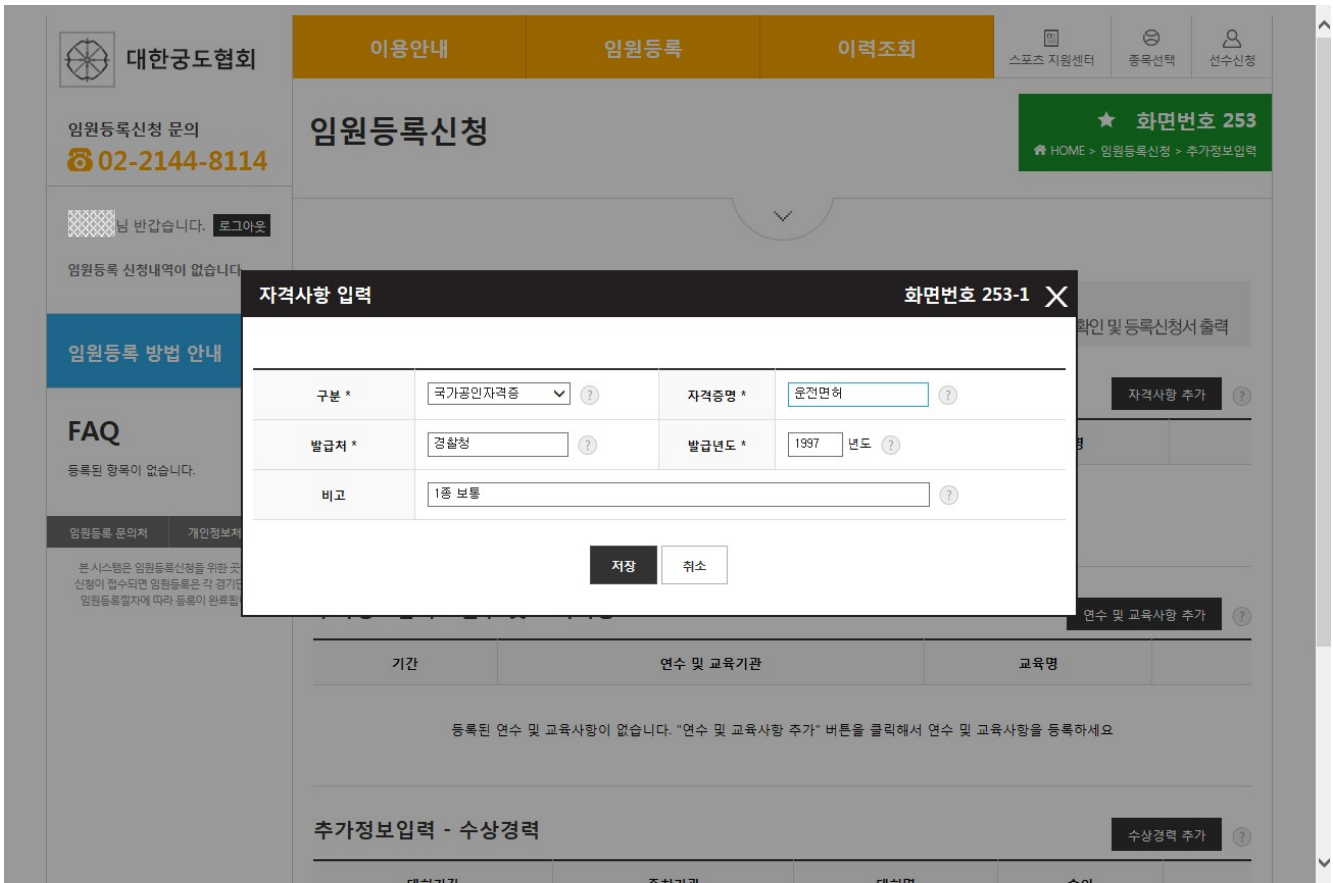 대한궁도협회
이용안내
임원등록
이력조회
스포츠 지원센터
종목선택
선수신청
임원등록신청 문의
02-2144-8114
임원등록신청
★ 화면번호 253
HOME > 임원등록신청 > 추가정보입력
님 반갑습니다. 로그아웃
임원등록 신청내역이 없습니다
임원등록 방법 안내
FAQ
등록된 항목이 없습니다.
임원등록 문의처
개인정보처
본 시스템은 임원등록신청을 위한 곳
신청이 접수되면 임원등록은 각 경기단
임원등록절차에 따라 등록이 완료됩
확인 및 등록신청서 출력
자격사항 추가 ?
자격사항 입력
화면번호 253-1 X
구분 * 국가공인자격증 ? 자격증명 * 운전면허 ?
발급처 * 경찰청 ? 발급년도 * 1997 년도 ?
비고 1종 보통 ?
저장 취소
연수 및 교육사항 추가 ?
기간 연수 및 교육기관 교육명
등록된 연수 및 교육사항이 없습니다. "연수 및 교육사항 추가" 버튼을 클릭해서 연수 및 교육사항을 등록하세요
추가정보입력 - 수상경력
수상경력 추가 ?